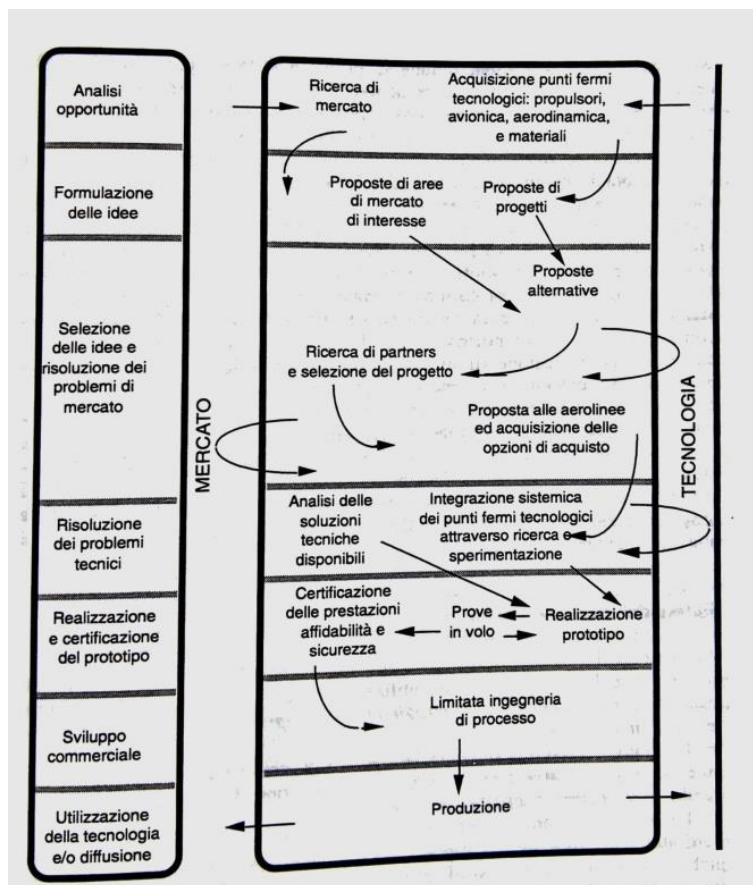 Analisi
opportunità
Formulazione
delle idee
Selezione
delle idee e
risoluzione dei
problemi di
mercato
Risoluzione
dei problemi
tecnici
Realizzazione
e certificazione
del prototipo
Sviluppo
commerciale
Utilizzazione
della tecnologia
e/o diffusione
MERCATO
Ricerca di
mercato
Acquisizione punti fermi
tecnologici: propulsori,
avionica, aerodinamica,
e materiali
Proposte di aree
di mercato
di interesse
Proposte di
progetti
Proposte
alternative
Ricerca di partners
e selezione del progetto
Proposta alle aerolinee
ed acquisizione delle
opzioni di acquisto
Analisi delle
soluzioni
tecniche
disponibili
Integrazione sistemica
dei punti fermi tecnologici
attraverso ricerca e
sperimentazione
Certificazione
delle prestazioni
affidabilità e
sicurezza
Prove
in volo
Realizzazione
prototipo
Limitata ingegneria
di processo
Produzione
TECNOLOGIA